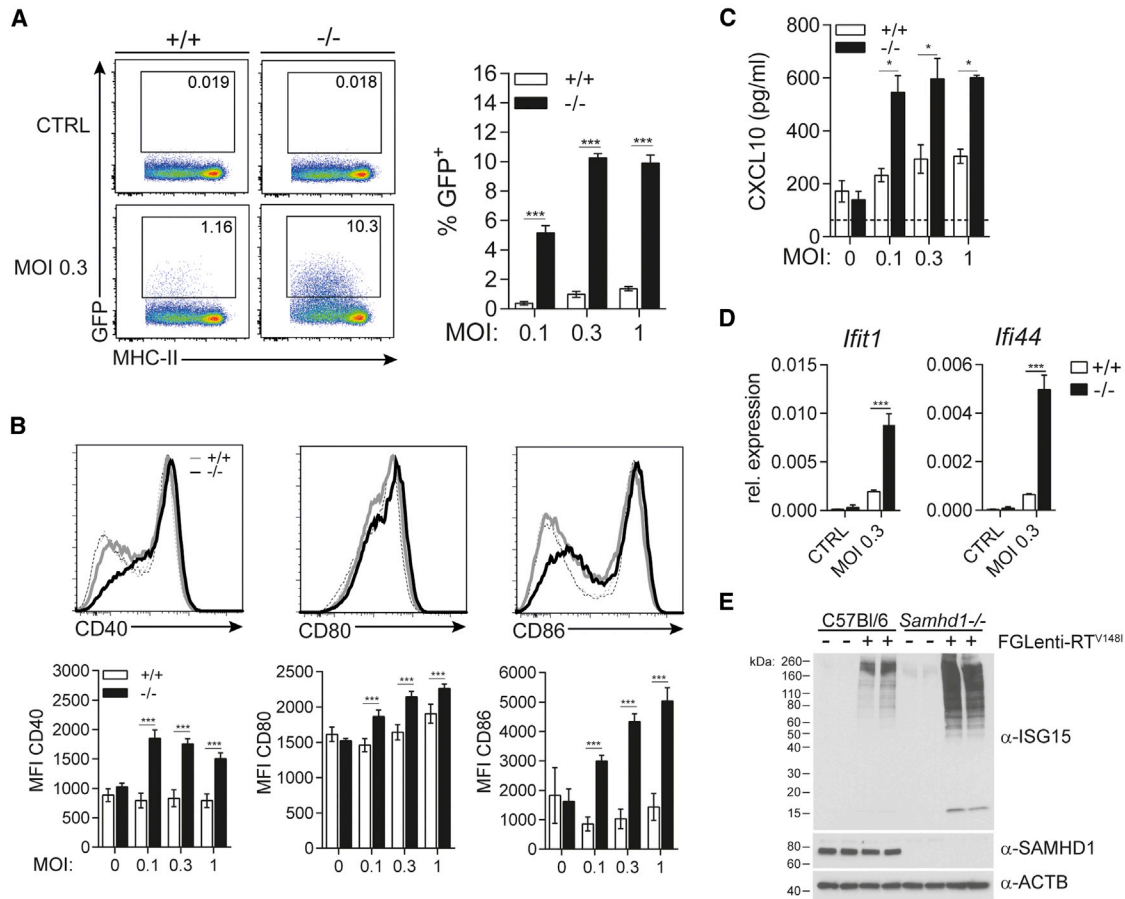 A
+/+ -/-
0.019 0.018
CTRL
1.16 10.3
MOI 0.3
GFP
MHC-II
+/+
-/-
% GFP+
16
14
12
10
8
6
4
2
0
*** *** ***
MOI: 0.1 0.3 1
C
+/+
-/-
CXCL10 (pg/ml)
800
600
400
200
0
* * *
MOI: 0 0.1 0.3 1
D
Ifit1 Ifi44
+/+
-/-
rel. expression
0.015
0.010
0.005
0.000
***
CTRL MOI 0.3
0.006
0.004
0.002
0.000
***
CTRL MOI 0.3
B
+/+
-/-
CD40 CD80 CD86
+/+
-/-
MFI CD40
3000
2500
2000
1500
1000
500
0
*** *** ***
MOI: 0 0.1 0.3 1
MFI CD80
2500
2000
1500
1000
500
0
*** *** ***
0 0.1 0.3 1
MFI CD86
6000
5000
4000
3000
2000
1000
0
*** *** ***
0 0.1 0.3 1
E
C57Bl/6 Samhd1-/-
- - + + - - + + FGLenti-RTV148I
kDa: 260
160
110
80
60
50
40
30
20
15
α-ISG15
80
60
α-SAMHD1
40
α-ACTB